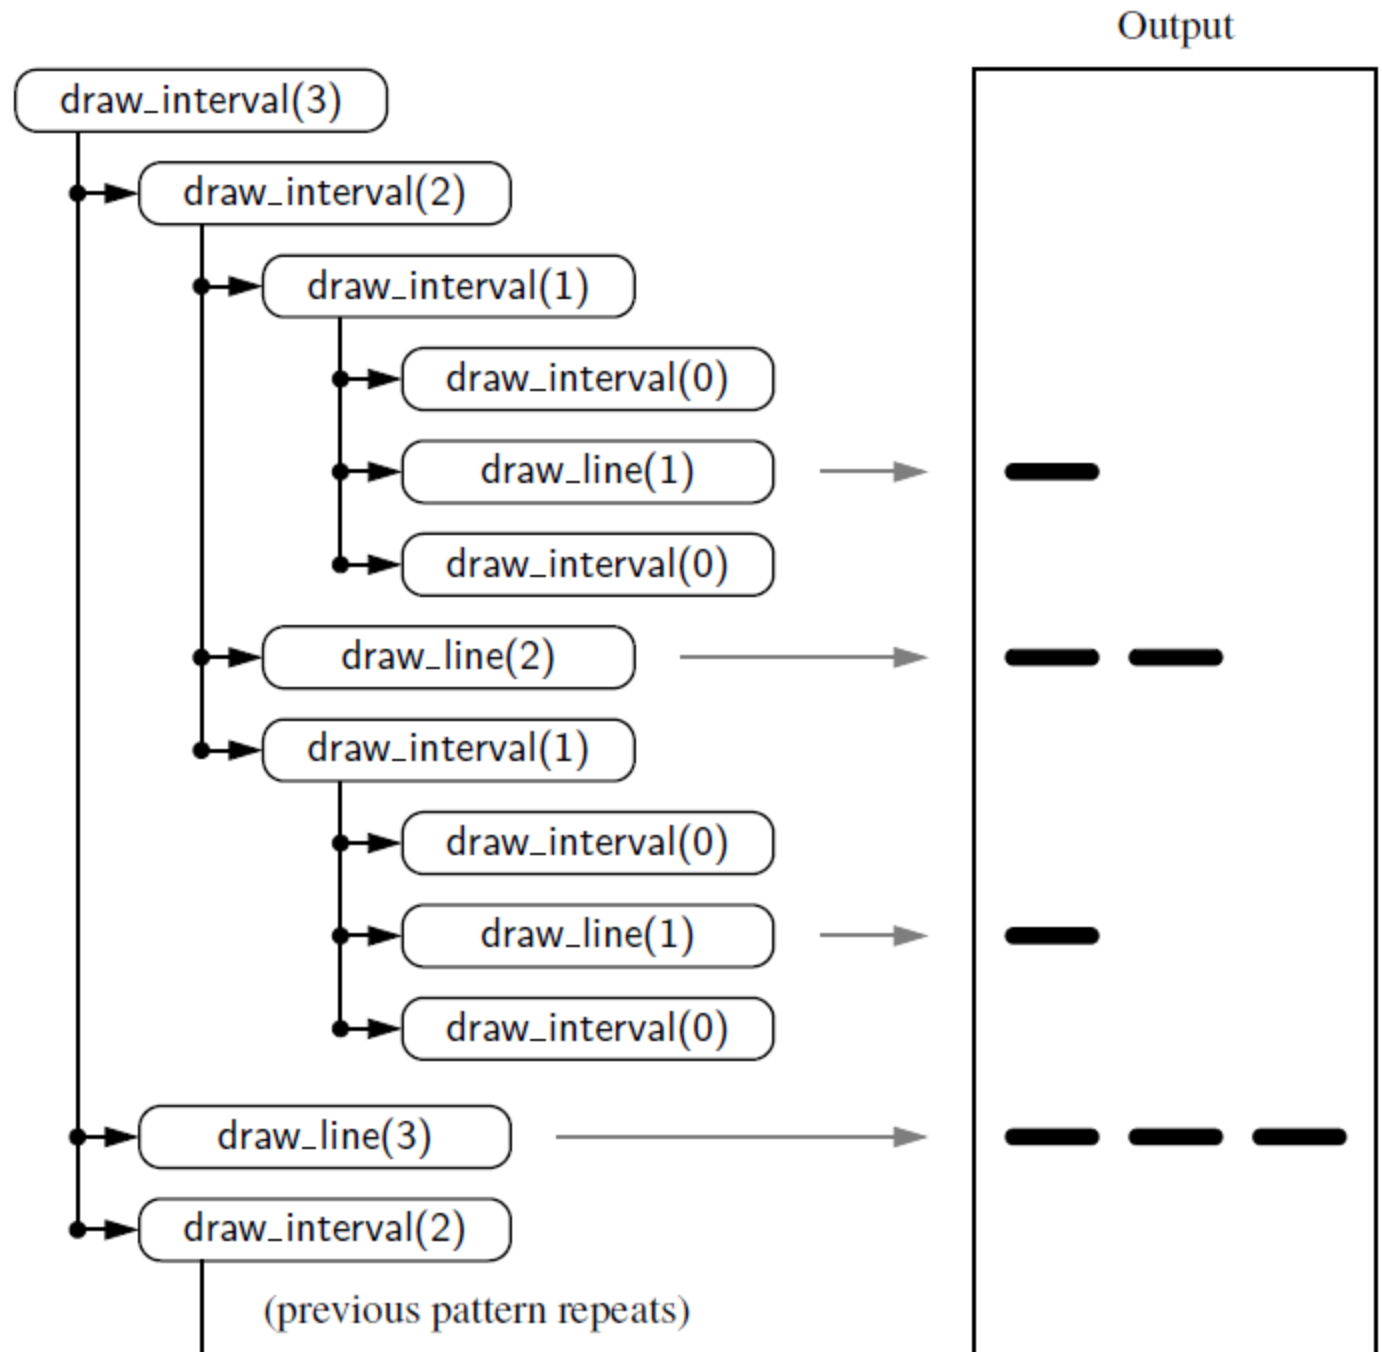 Output
draw_interval(3)
draw_interval(2)
draw_interval(1)
draw_interval(0)
draw_line(1)
draw_interval(0)
draw_line(2)
draw_interval(1)
draw_interval(0)
draw_line(1)
draw_interval(0)
draw_line(3)
draw_interval(2)
(previous pattern repeats)